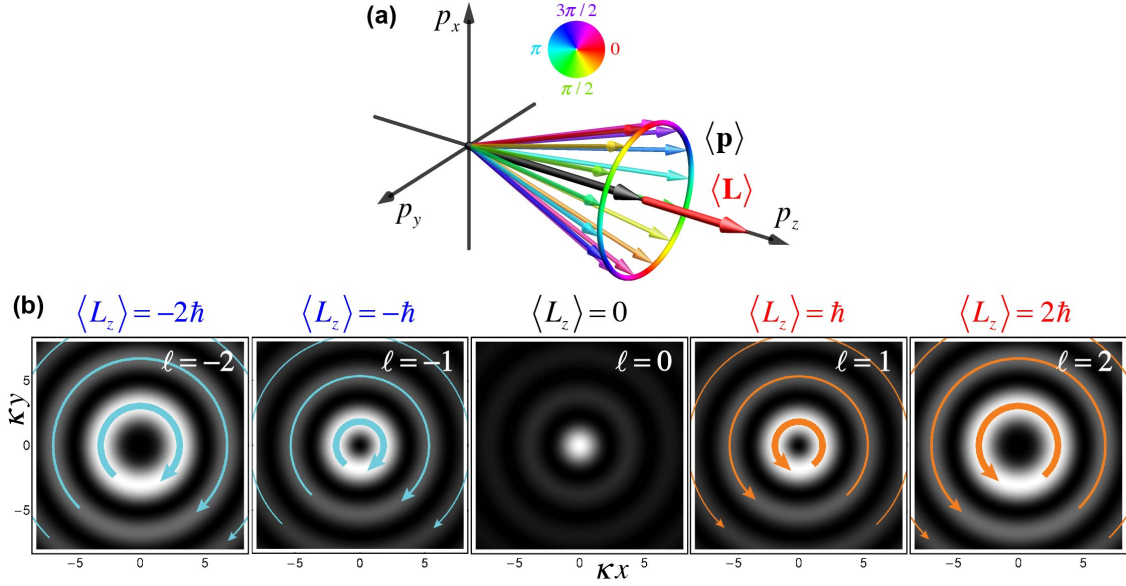 (a)
3π/2
π
0
π/2
p_x
p_y
p_z
⟨p⟩
⟨L⟩
(b)
⟨L_z⟩ = −2ħ
⟨L_z⟩ = −ħ
⟨L_z⟩ = 0
⟨L_z⟩ = ħ
⟨L_z⟩ = 2ħ
ℓ = −2
ℓ = −1
ℓ = 0
ℓ = 1
ℓ = 2
κy
5
0
−5
−5 0 5
−5 0 5
−5 0 5
−5 0 5
−5 0 5
κx